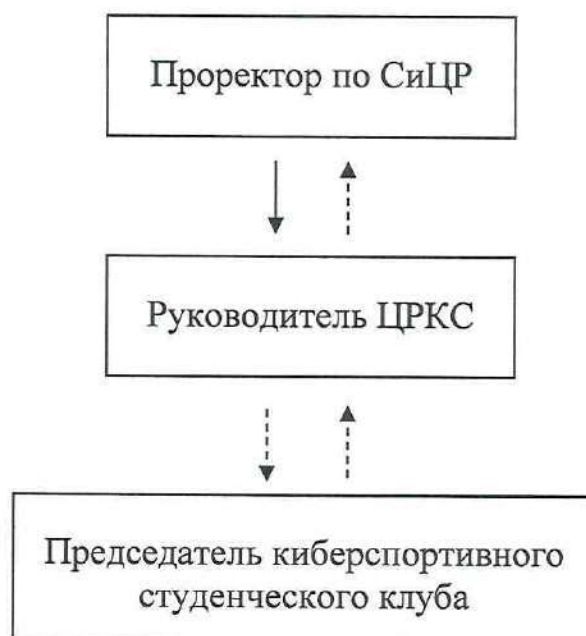 Проректор по СиЦР
Руководитель ЦРКС
Председатель киберспортивного
студенческого клуба